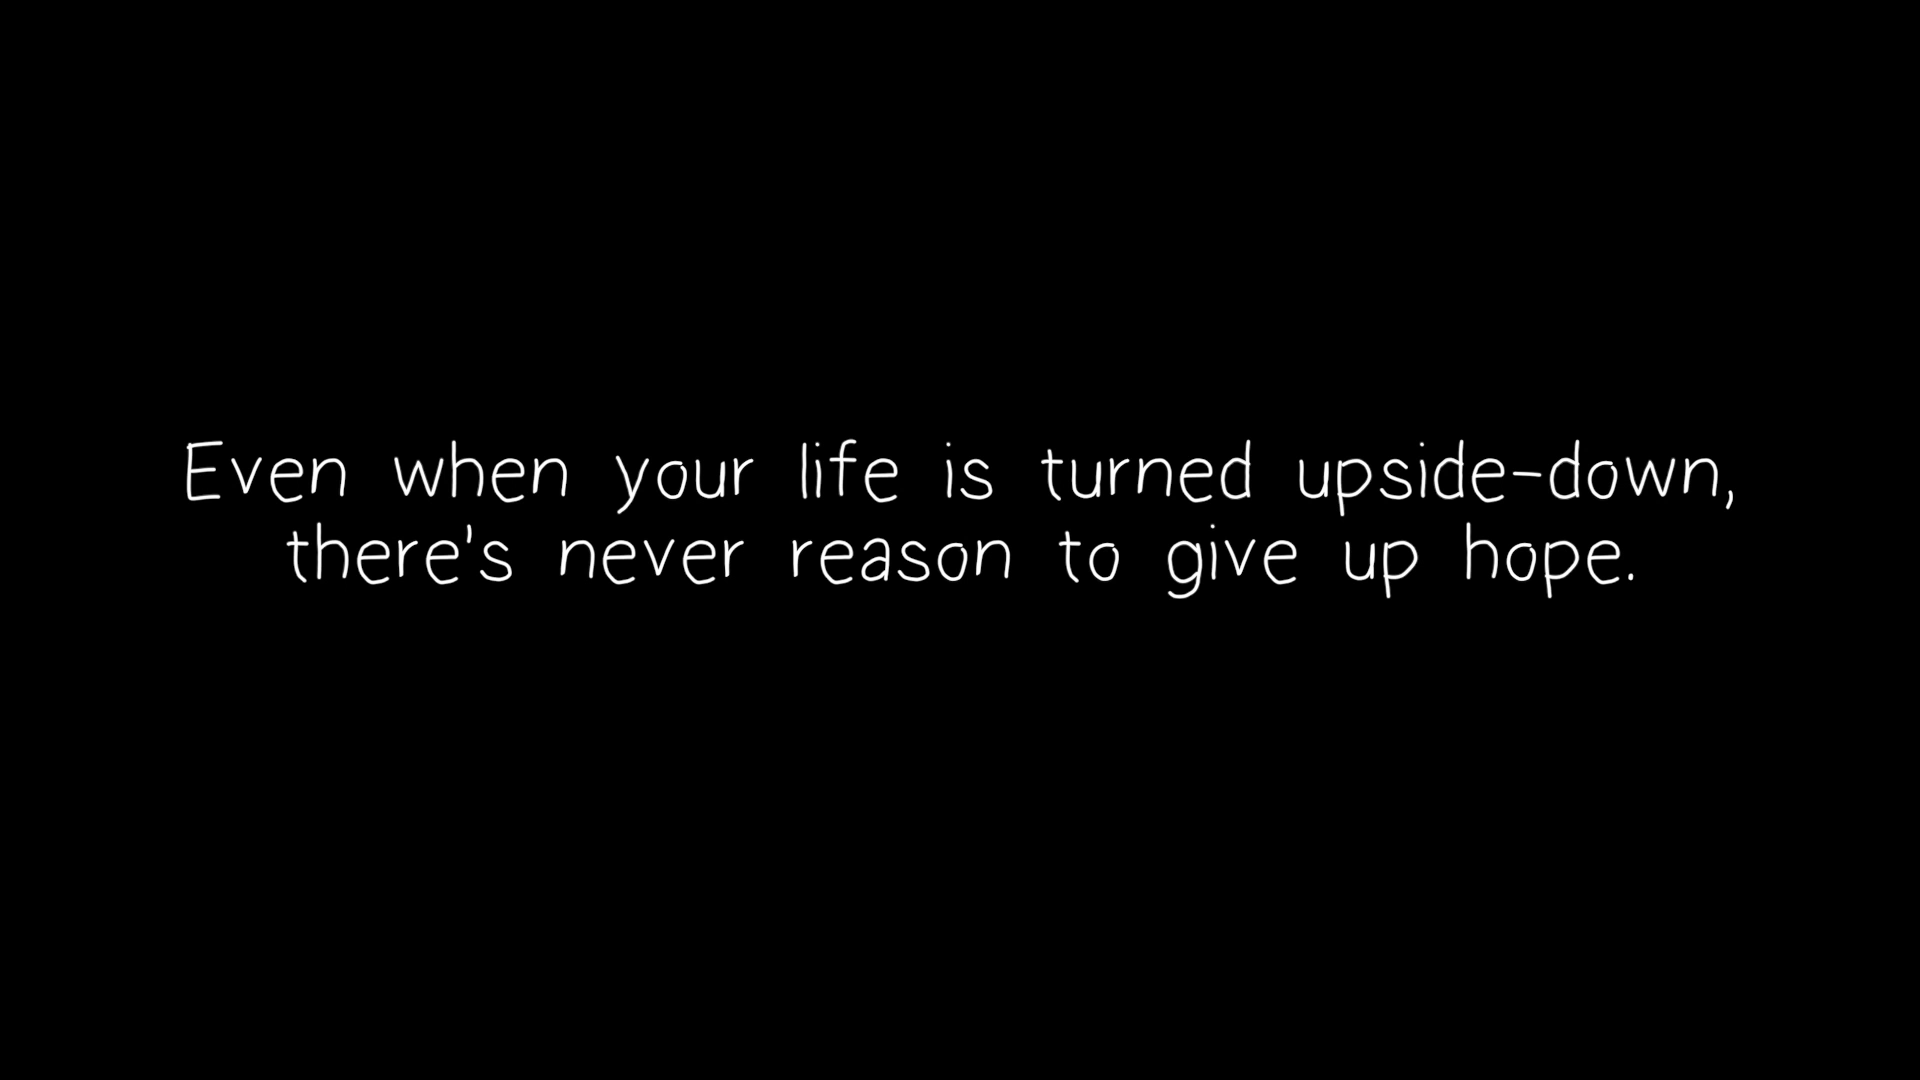 Even when your life is turned upside-down,
there's never reason to give up hope.